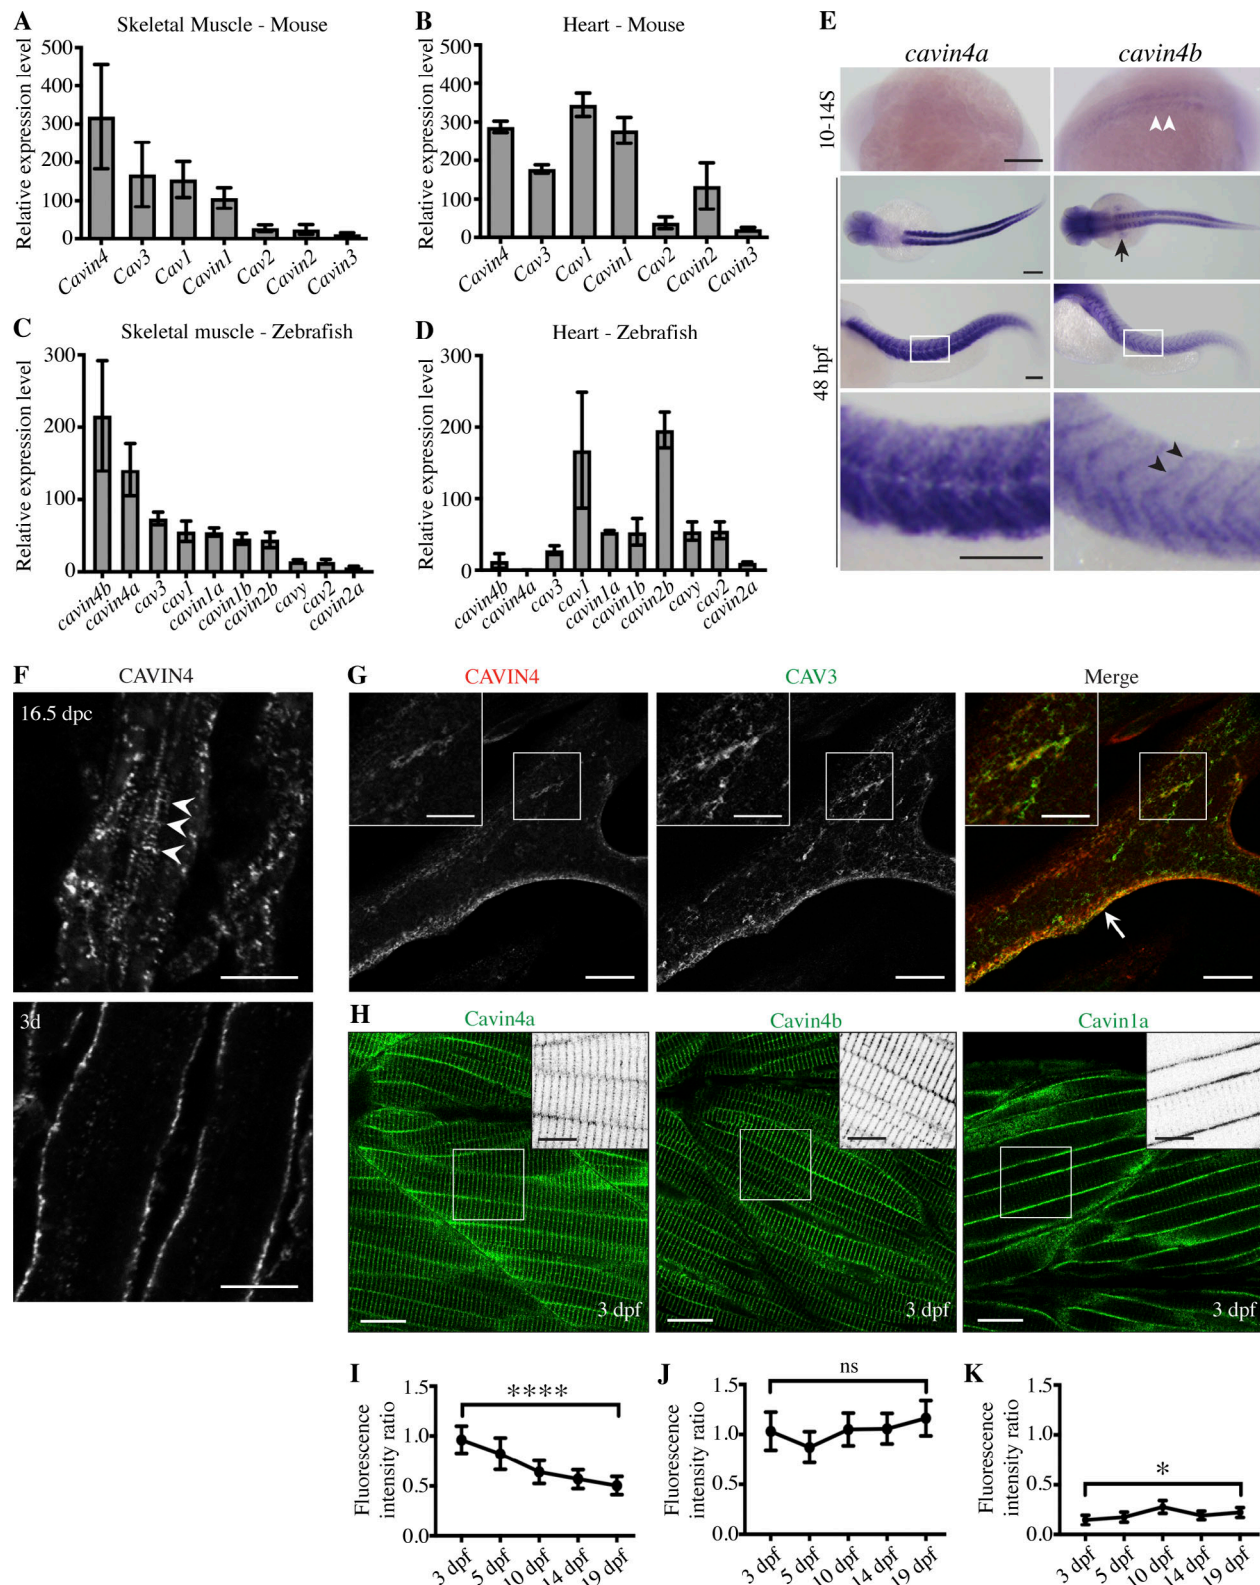 A
Skeletal Muscle - Mouse
Relative expression level
500
400
300
200
100
0
Cavin4
Cav3
Cav1
Cavin1
Cav2
Cavin2
Cavin3
B
Heart - Mouse
Relative expression level
500
400
300
200
100
0
Cavin4
Cav3
Cav1
Cavin1
Cav2
Cavin2
Cavin3
C
Skeletal muscle - Zebrafish
Relative expression level
300
200
100
0
cavin4b
cavin4a
cav3
cav1
cavin1a
cavin1b
cavin2b
cavy
cav2
cavin2a
D
Heart - Zebrafish
Relative expression level
300
200
100
0
cavin4b
cavin4a
cav3
cav1
cavin1a
cavin1b
cavin2b
cavy
cav2
cavin2a
E
cavin4a
cavin4b
10-14S
48 hpf
F
CAVIN4
16.5 dpc
3d
G
CAVIN4
CAV3
Merge
H
Cavin4a
Cavin4b
Cavin1a
3 dpf
3 dpf
3 dpf
I
Fluorescence
intensity ratio
1.5
1.0
0.5
0.0
****
3 dpf
5 dpf
10 dpf
14 dpf
19 dpf
J
Fluorescence
intensity ratio
1.5
1.0
0.5
0.0
ns
3 dpf
5 dpf
10 dpf
14 dpf
19 dpf
K
Fluorescence
intensity ratio
1.5
1.0
0.5
0.0
*
3 dpf
5 dpf
10 dpf
14 dpf
19 dpf